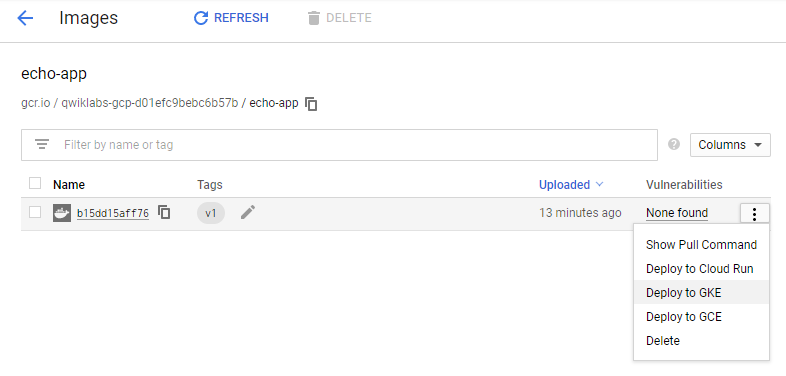 Images REFRESH DELETE
echo-app
gcr.io / qwiklabs-gcp-d01efc9bebc6b57b / echo-app
Filter by name or tag
Columns
Name Tags Uploaded Vulnerabilities
b15dd15aff76 v1 13 minutes ago None found
Show Pull Command
Deploy to Cloud Run
Deploy to GKE
Deploy to GCE
Delete